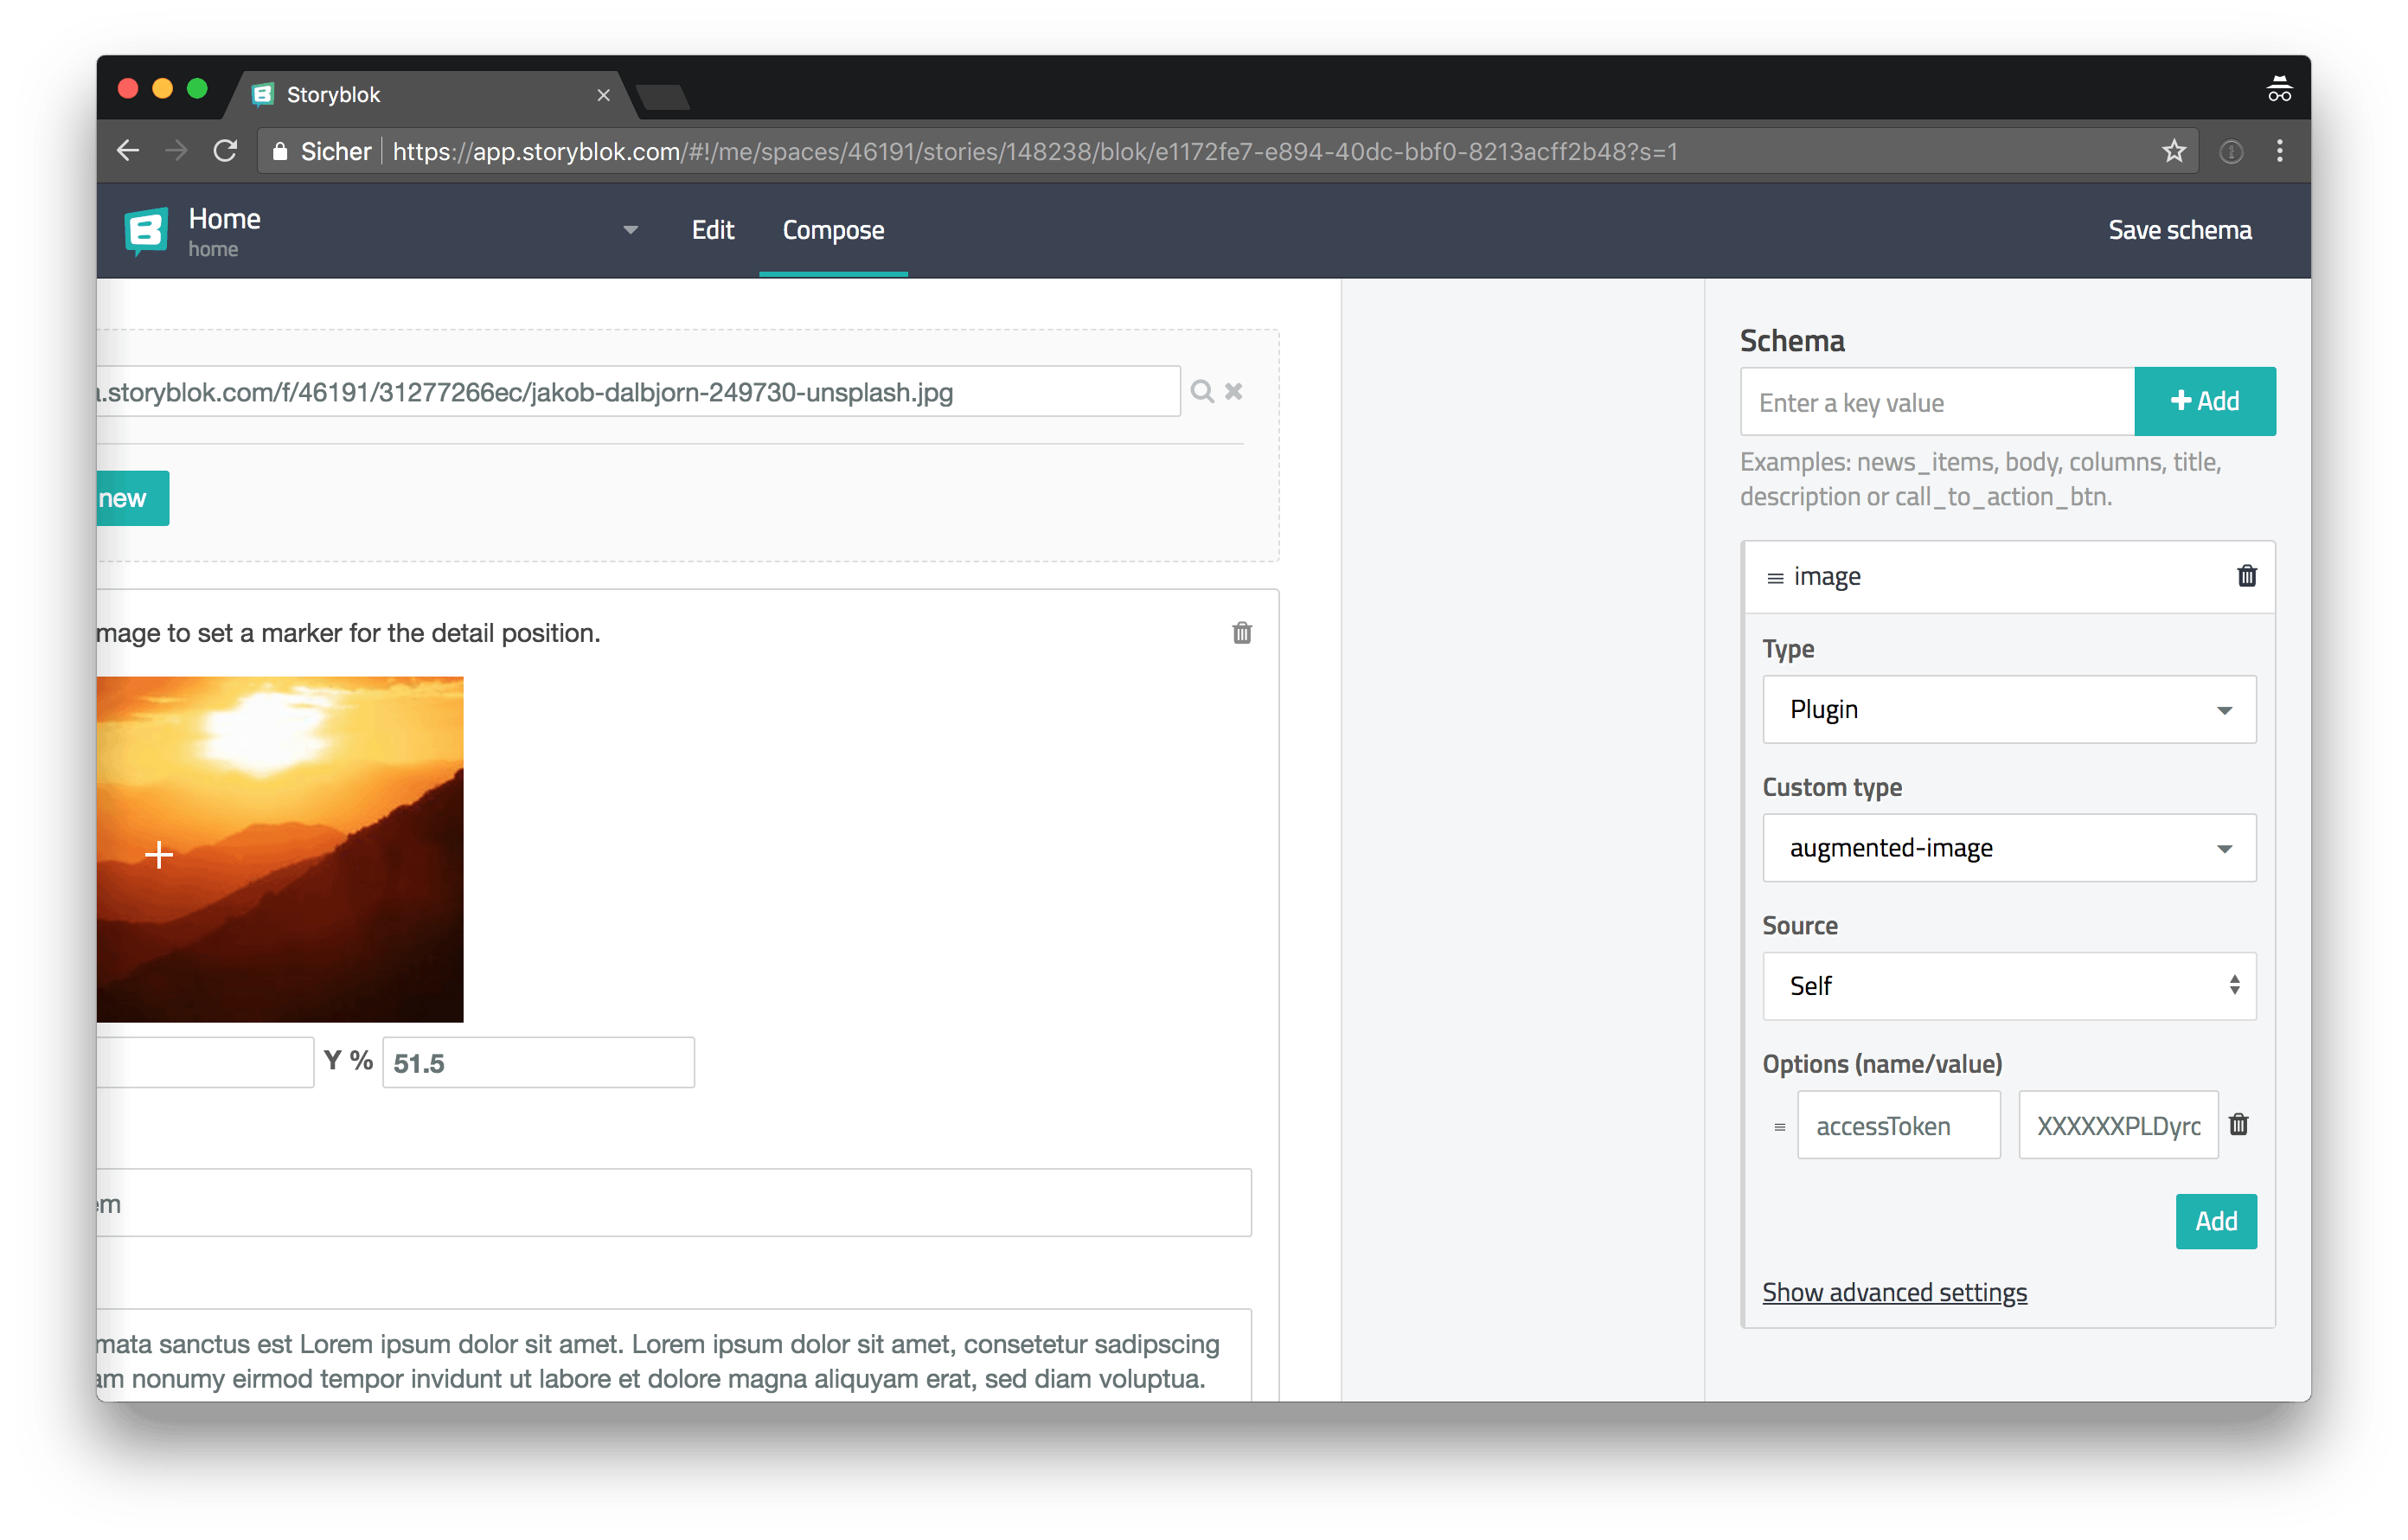 Storyblok
Sicher
https://app.storyblok.com/#!/me/spaces/46191/stories/148238/blok/e1172fe7-e894-40dc-bbf0-8213acff2b48?s=1
Home
home
Edit
Compose
Save schema
.storyblok.com/f/46191/31277266ec/jakob-dalbjorn-249730-unsplash.jpg
new
mage to set a marker for the detail position.
Y % 51.5
em
mata sanctus est Lorem ipsum dolor sit amet. Lorem ipsum dolor sit amet, consetetur sadipscing
am nonumy eirmod tempor invidunt ut labore et dolore magna aliquyam erat, sed diam voluptua.
Schema
Enter a key value
Add
Examples: news_items, body, columns, title,
description or call_to_action_btn.
image
Type
Plugin
Custom type
augmented-image
Source
Self
Options (name/value)
accessToken
XXXXXXPLDyrc
Add
Show advanced settings